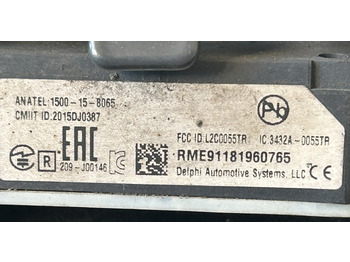 ANATEL:1500-15-8065
CMIIT ID:2015DJ0387
Pb
FCC ID:L2C0055TR IC:3432A-0055TR
EAC
R
209-J00146
RME91181960765
Delphi Automotive Systems, LLC